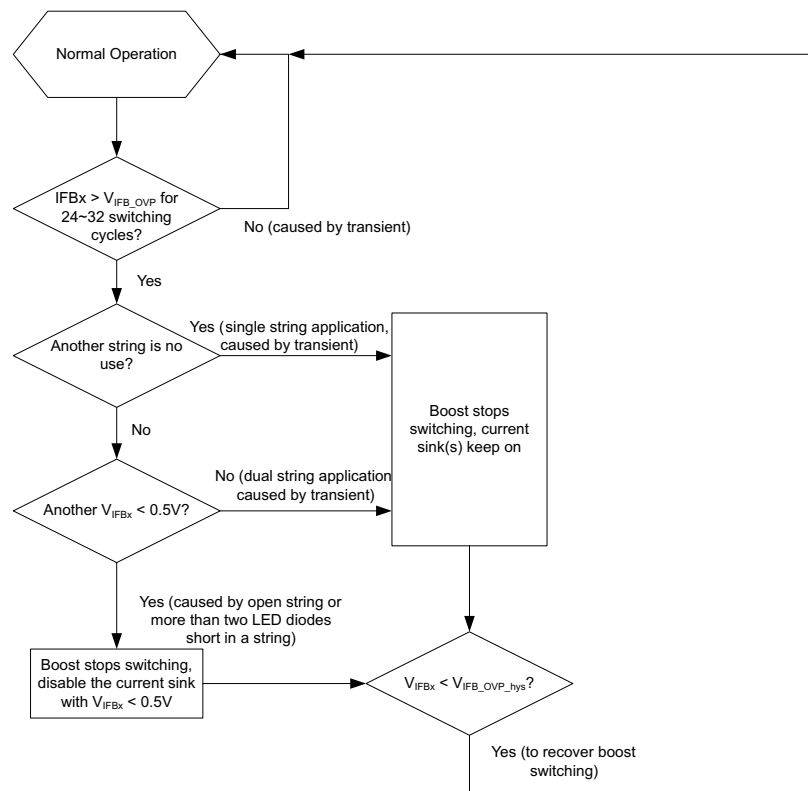 Normal Operation
IFBx > VIFB_OVP for
24~32 switching
cycles?
No (caused by transient)
Yes
Another string is no
use?
Yes (single string application,
caused by transient)
Boost stops
switching, current
sink(s) keep on
No
Another VIFBx < 0.5V?
No (dual string application
caused by transient)
Yes (caused by open string or
more than two LED diodes
short in a string)
Boost stops switching,
disable the current sink
with VIFBx < 0.5V
VIFBx < VIFB_OVP_hys?
Yes (to recover boost
switching)